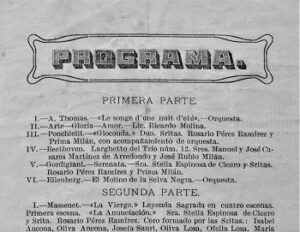 PROGRAMA.
PRIMERA PARTE.
I.—A. Thomas.—«Le songe d'une nuit d'eté».—Orquesta.
II.—Arte—Gloria—Amor.—Lic. Ricardo Molina.
III.—Ponchielli.—«Gioconda.» Duo. Sritas. Rosario Pérez Ramírez y
Prima Milán, con acompañamiento de orquesta.
IV.—Beethoven. Larghetto del Trio núm. 12. Sres. Manuel y José Ca-
sares Martínez de Arredondo y José Rubio Milán.
V.—Gordigiani.—Serenata.—Sra. Stella Espinosa de Cicero y Sritas.
Rosario Pérez Ramírez y Prima Milán.
VI.—Eilenberg.—El Molino de la Selva Negra.—Orquesta.
SEGUNDA PARTE.
I.—Massenet.—«La Vierge.» Leyenda Sagrada en cuatro escenas.
Primera escena. «La Anunciación.» Sra. Stella Espinosa de Cicero
y Srita. Rosario Pérez Ramírez. Coro formado por las Sritas.: Isabel
Ancona, Oliva Ancona, Josefa Sauri, Oliva Losa, Ofelia Losa, María